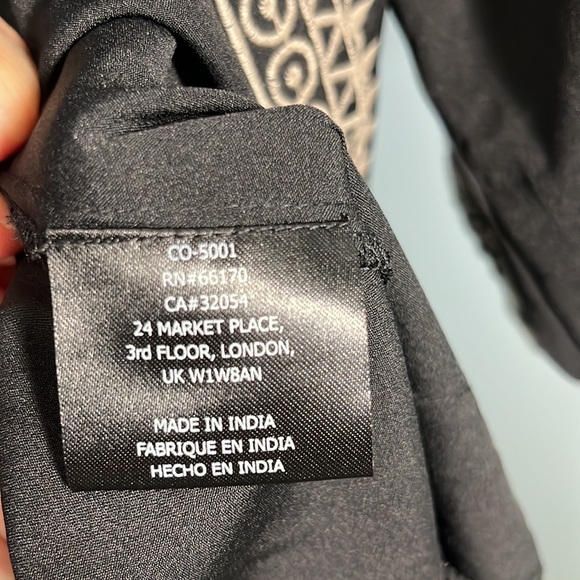 CO-5001
RN#66170
CA#32054
24 MARKET PLACE,
3rd FLOOR, LONDON,
UK W1W8AN
MADE IN INDIA
FABRIQUE EN INDIA
HECHO EN INDIA